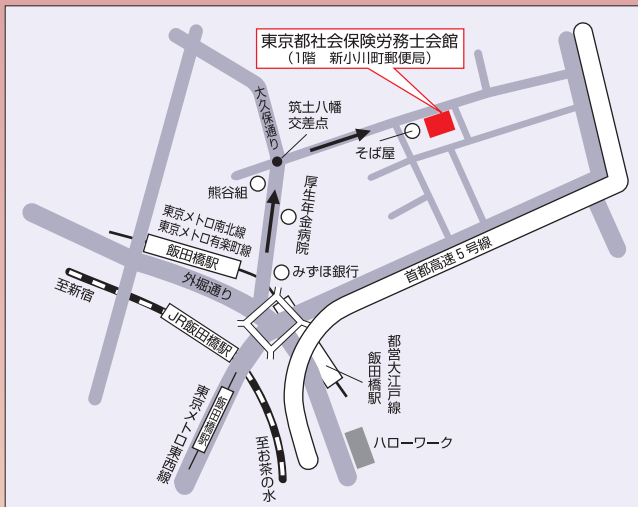 東京都社会保険労務士会館
(1階 新小川町郵便局)
大久保通り
筑土八幡
交差点
そば屋
熊谷組
厚生年金病院
東京メトロ南北線
東京メトロ有楽町線
飯田橋駅
みずほ銀行
外堀通り
首都高速5号線
至新宿
JR飯田橋駅
都営大江戸線
飯田橋駅
東京メトロ東西線
飯田橋駅
至お茶の水
ハローワーク